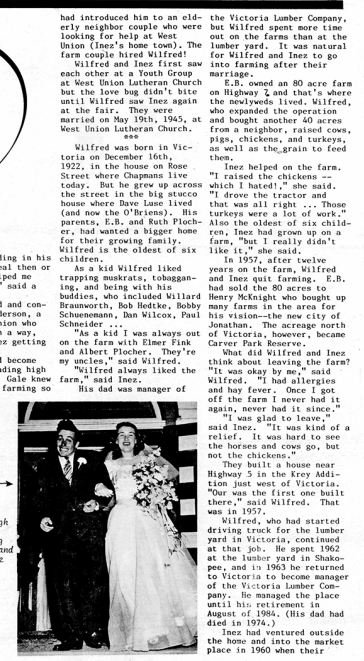 had introduced him to an eld-
erly neighbor couple who were
looking for help at West
Union (Inez's home town). The
farm couple hired Wilfred!
Wilfred and Inez first saw
each other at a Youth Group
at West Union Lutheran Church
but the love bug didn't bite
until Wilfred saw Inez again
at the fair. They were
married on May 19th, 1945, at
West Union Lutheran Church.
***
Wilfred was born in Vic-
toria on December 16th,
1922, in the house on Rose
Street where Chapmans live
today. But he grew up across
the street in the big stucco
house where Dave Luse lived
(and now the O'Briens). His
parents, E.B. and Ruth Ploch-
er, had wanted a bigger home
for their growing family.
Wilfred is the oldest of six
children.
As a kid Wilfred liked
trapping muskrats, toboggan-
ing, and being with his
buddies, who included Willard
Braunworth, Bob Hedtke, Bobby
Schuenemann, Dan Wilcox, Paul
Schneider ...
"As a kid I was always out
on the farm with Elmer Fink
and Albert Plocher. They're
my uncles," said Wilfred.
"Wilfred always liked the
farm," said Inez.
His dad was manager of
the Victoria Lumber Company,
but Wilfred spent more time
out on the farms than at the
lumber yard. It was natural
for Wilfred and Inez to go
into farming after their
marriage.
E.B. owned an 80 acre farm
on Highway 7 and that's where
the newlyweds lived. Wilfred,
who expanded the operation
and bought another 40 acres
from a neighbor, raised cows,
pigs, chickens, and turkeys,
as well as the grain to feed
them.
Inez helped on the farm.
"I raised the chickens --
which I hated!," she said.
"I drove the tractor and
that was all right ... Those
turkeys were a lot of work."
Also the oldest of six child-
ren, Inez had grown up on a
farm, "but I really didn't
like it," she said.
In 1957, after twelve
years on the farm, Wilfred
and Inez quit farming. E.B.
had sold the 80 acres to
Henry McKnight who bought up
many farms in the area for
his vision--the new city of
Jonathan. The acreage north
of Victoria, however, became
Carver Park Reserve.
What did Wilfred and Inez
think about leaving the farm?
"It was okay by me," said
Wilfred. "I had allergies
and hay fever. Once I got
off the farm I never had it
again, never had it since."
"I was glad to leave,"
said Inez. "It was kind of a
relief. It was hard to see
the horses and cows go, but
not the chickens."
They built a house near
Highway 5 in the Krey Addi-
tion just west of Victoria.
"Our was the first one built
there," said Wilfred. That
was in 1957.
Wilfred, who had started
driving truck for the lumber
yard in Victoria, continued
at that job. He spent 1962
at the lumber yard in Shako-
pee, and in 1963 he returned
to Victoria to become manager
of the Victoria Lumber Com-
pany. He managed the place
until his retirement in
August of 1984. (His dad had
died in 1974.)
Inez had ventured outside
the home and into the market
place in 1960 when their